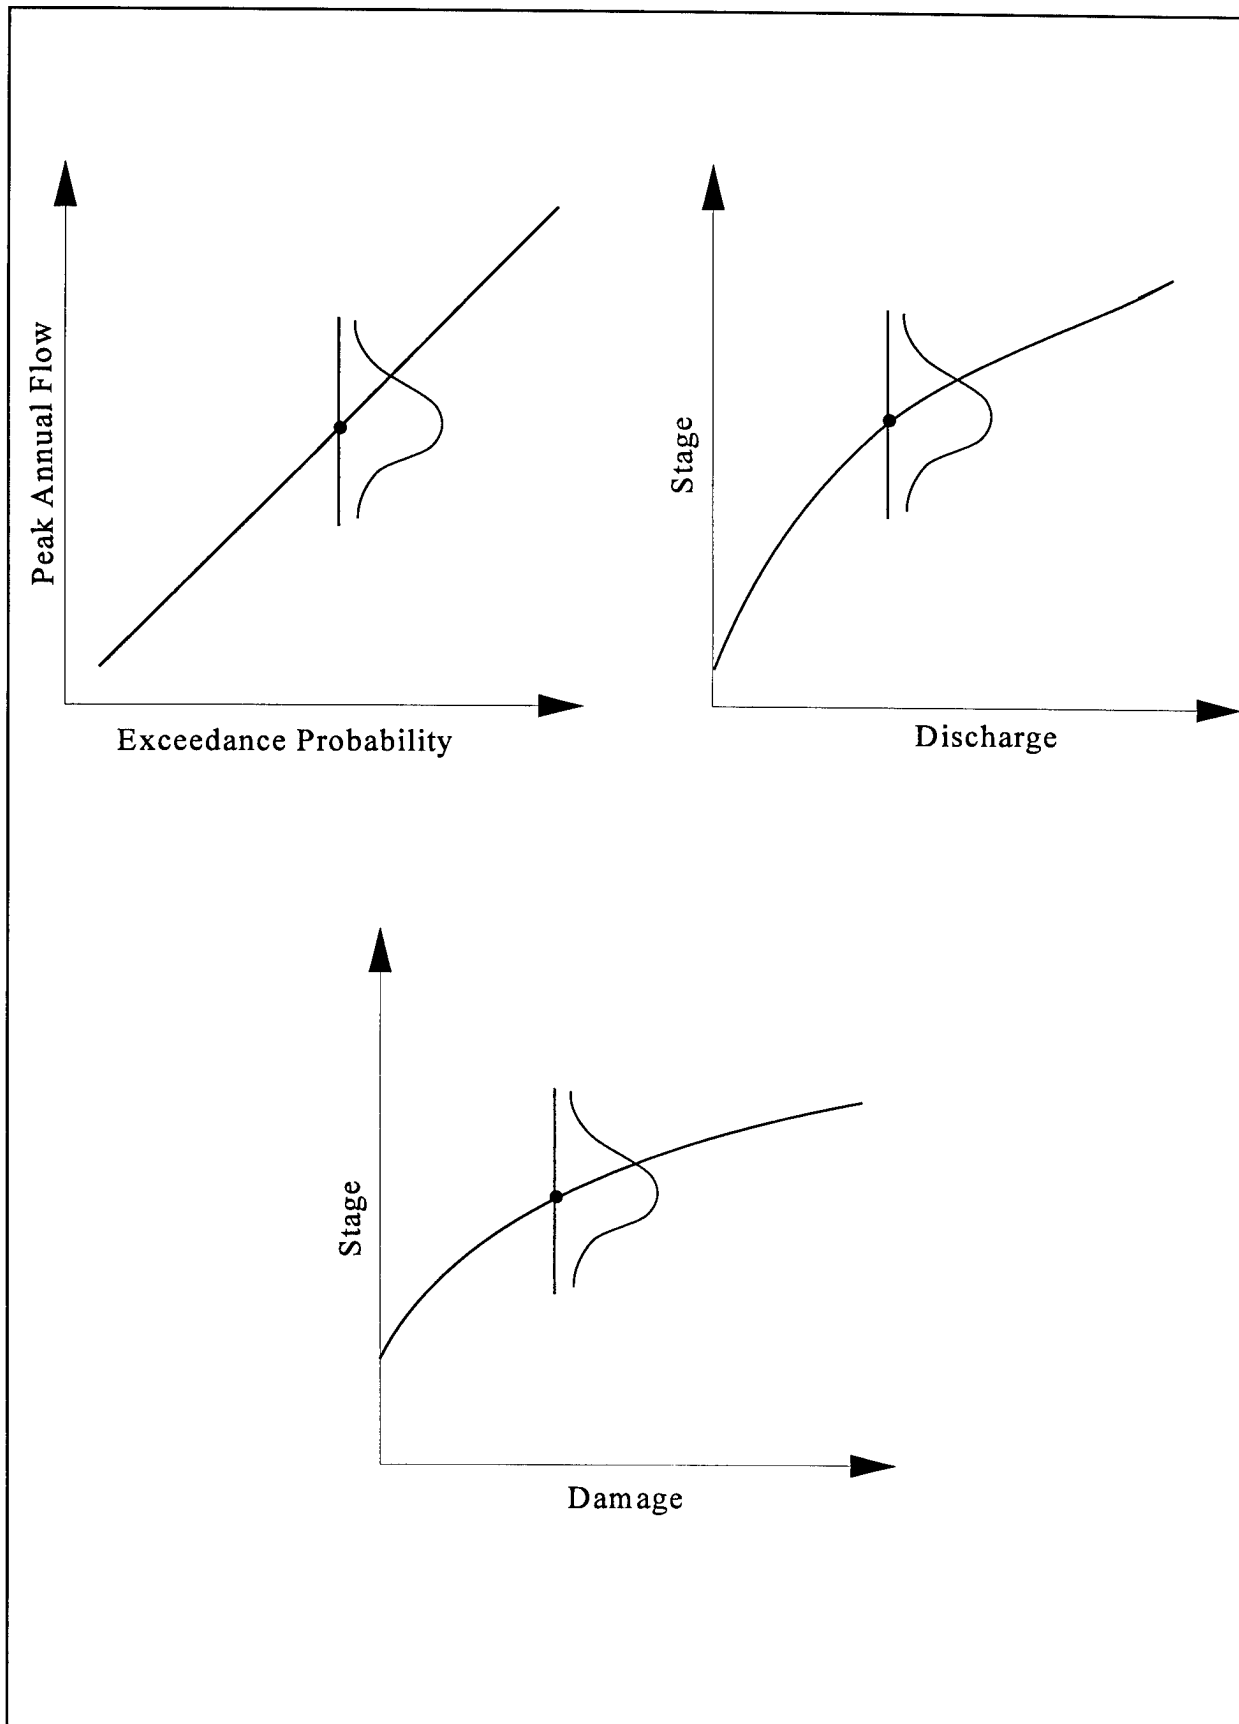 Peak Annual Flow
Exceedance Probability
Stage
Discharge
Stage
Damage